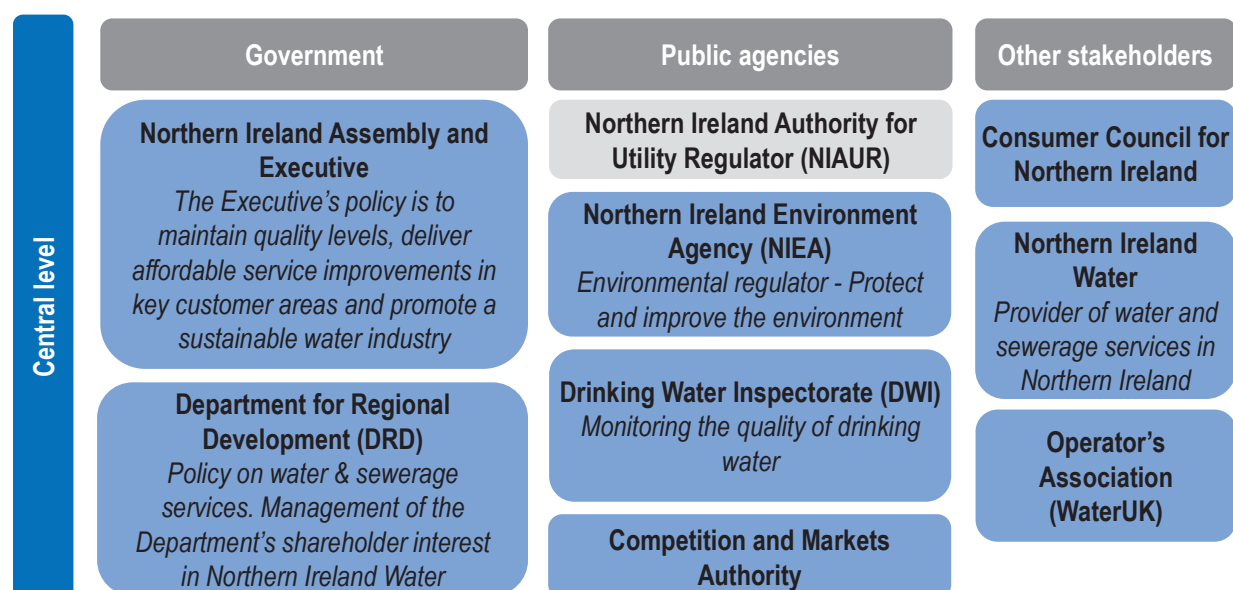 Central level
Government
Northern Ireland Assembly and
Executive
The Executive's policy is to
maintain quality levels, deliver
affordable service improvements in
key customer areas and promote a
sustainable water industry
Department for Regional
Development (DRD)
Policy on water & sewerage
services. Management of the
Department's shareholder interest
in Northern Ireland Water
Public agencies
Northern Ireland Authority for
Utility Regulator (NIAUR)
Northern Ireland Environment
Agency (NIEA)
Environmental regulator - Protect
and improve the environment
Drinking Water Inspectorate (DWI)
Monitoring the quality of drinking
water
Competition and Markets
Authority
Other stakeholders
Consumer Council for
Northern Ireland
Northern Ireland
Water
Provider of water and
sewerage services in
Northern Ireland
Operator's
Association
(WaterUK)